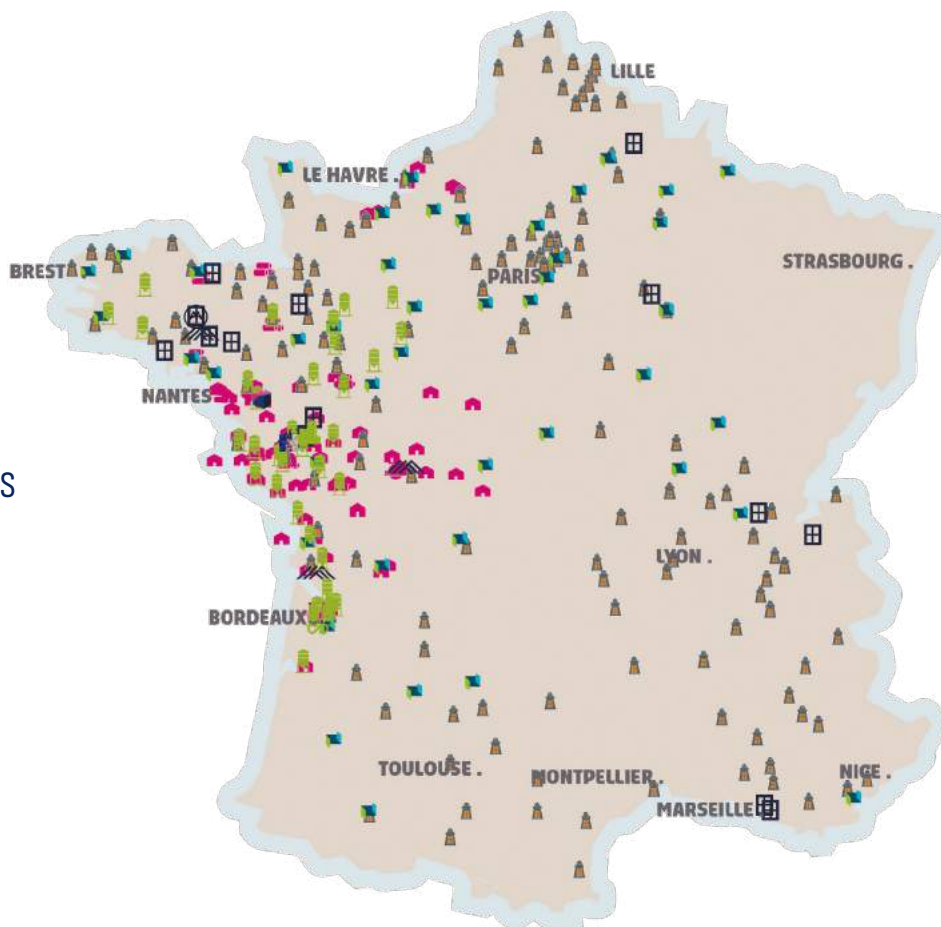 LILLE
LE HAVRE .
BREST
PARIS
STRASBOURG .
NANTES
S
LYON .
BORDEAUX
TOULOUSE .
MONTPELLIER .
NICE .
MARSEILLE